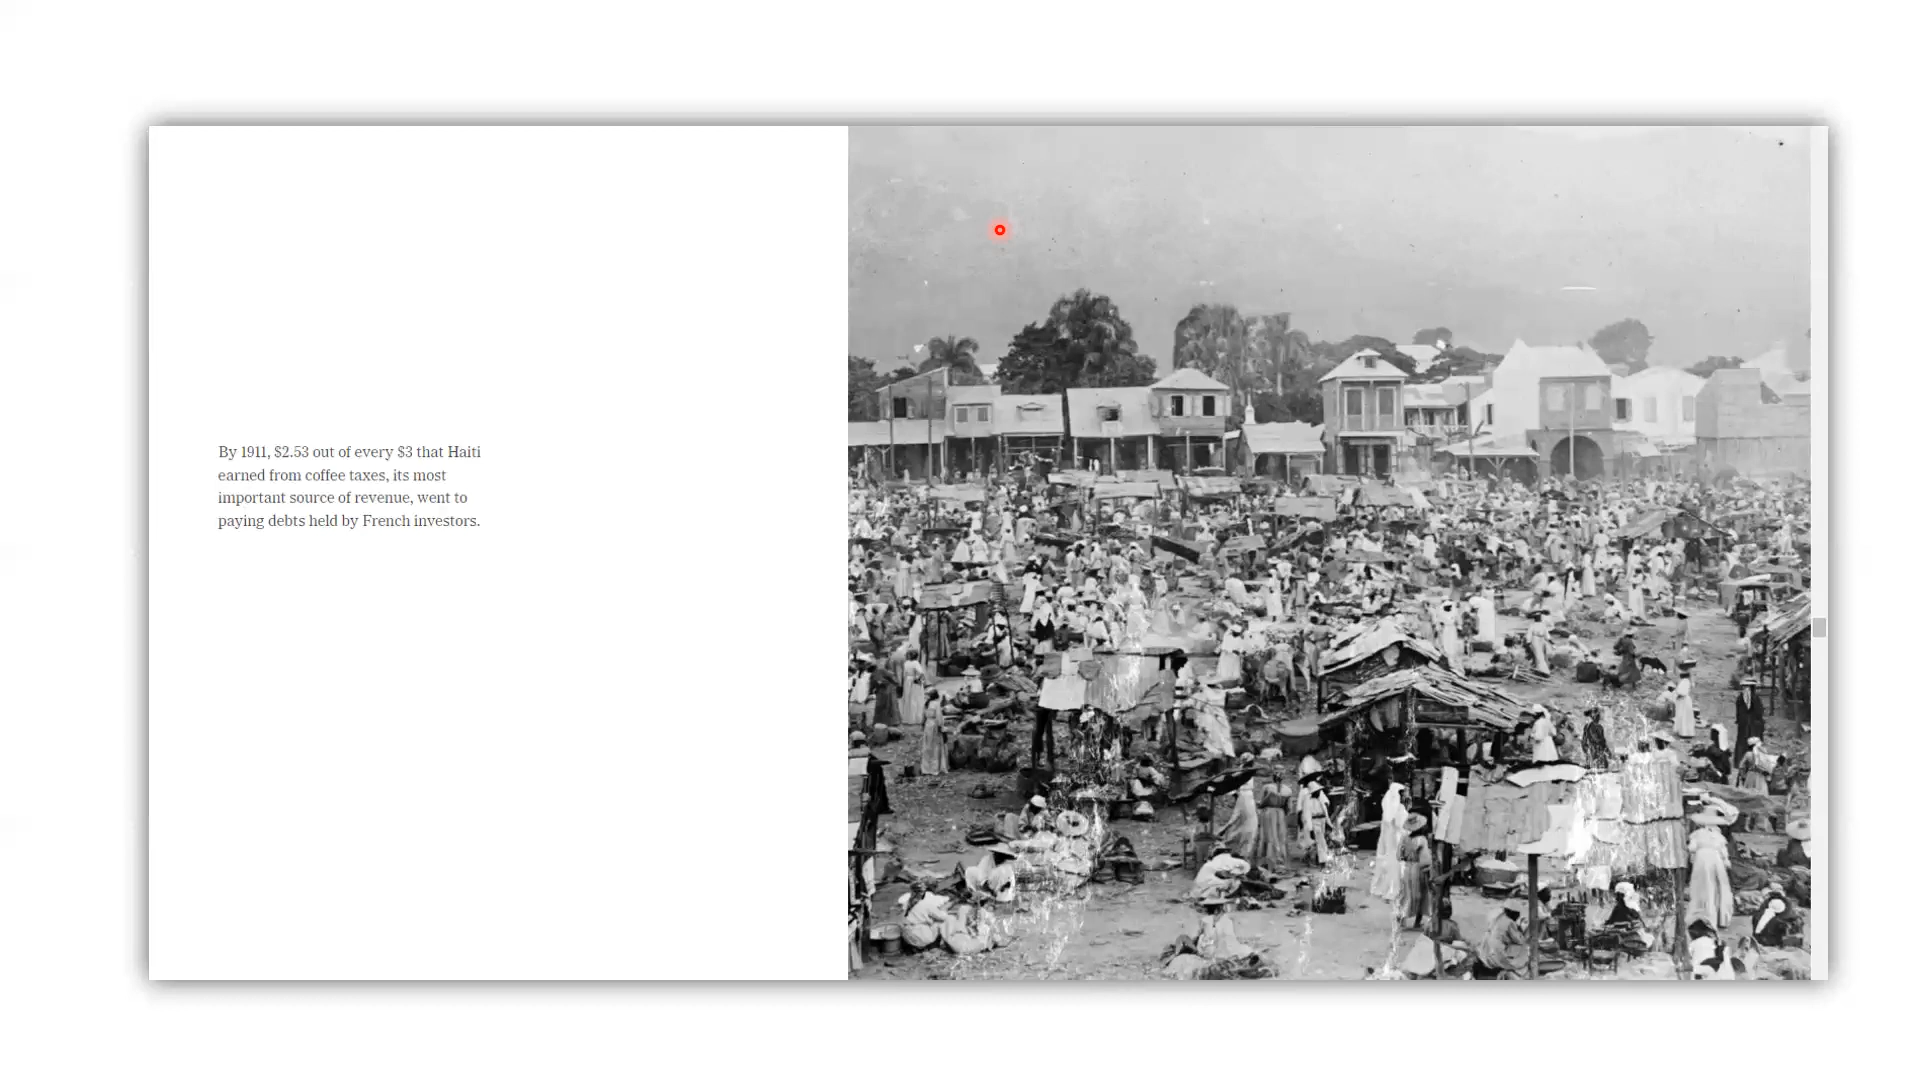 By 1911, $2.53 out of every $3 that Haiti
earned from coffee taxes, its most
important source of revenue, went to
paying debts held by French investors.